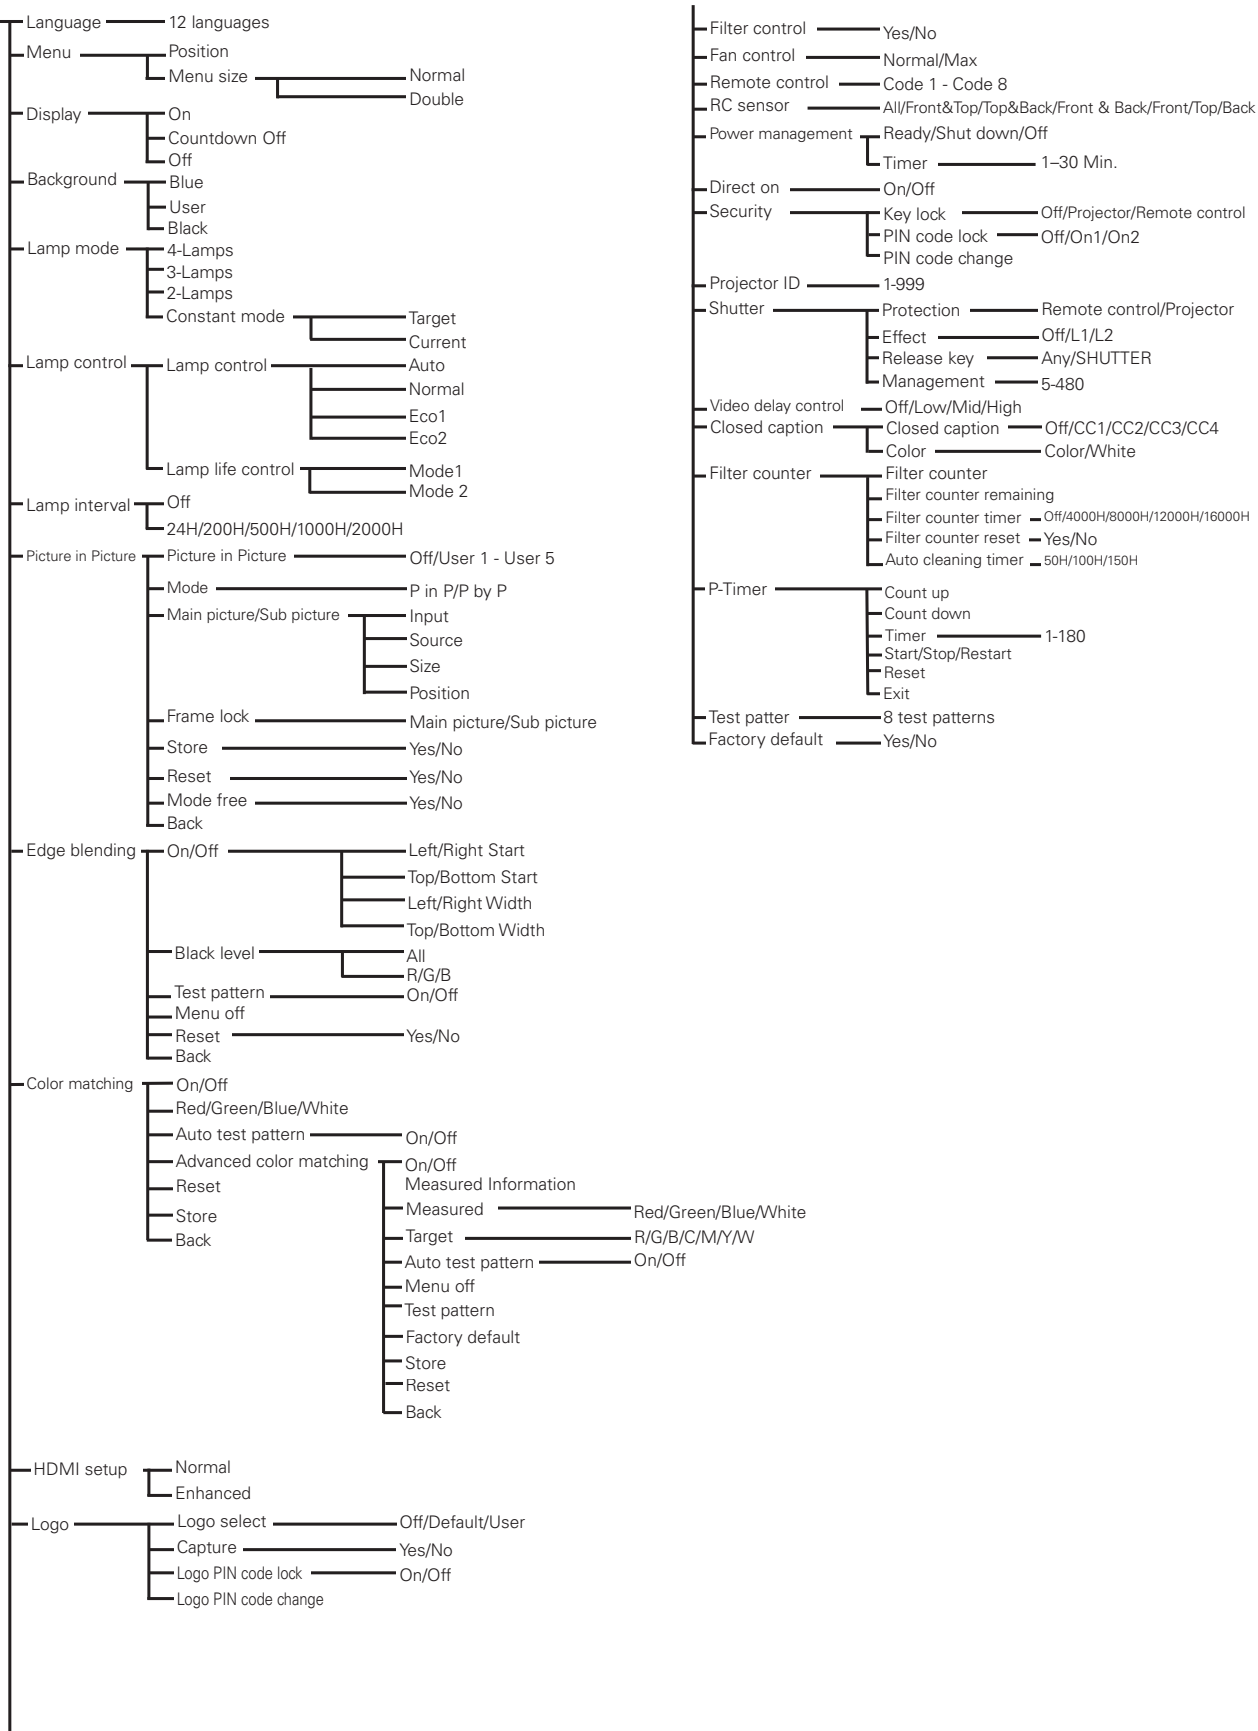 Language 12 languages
Menu Position
Menu size Normal
Double
Display On
Countdown Off
Off
Background Blue
User
Black
Lamp mode 4-Lamps
3-Lamps
2-Lamps
Constant mode Target
Current
Lamp control Lamp control Auto
Normal
Eco1
Eco2
Lamp life control Mode1
Mode 2
Lamp interval Off
24H/200H/500H/1000H/2000H
Picture in Picture Picture in Picture Off/User 1 - User 5
Mode P in P/P by P
Main picture/Sub picture Input
Source
Size
Position
Frame lock Main picture/Sub picture
Store Yes/No
Reset Yes/No
Mode free Yes/No
Back
Edge blending On/Off Left/Right Start
Top/Bottom Start
Left/Right Width
Top/Bottom Width
Black level All
R/G/B
Test pattern On/Off
Menu off
Reset Yes/No
Back
Color matching On/Off
Red/Green/Blue/White
Auto test pattern On/Off
Advanced color matching On/Off
Measured Information
Reset
Measured Red/Green/Blue/White
Store
Target R/G/B/C/M/Y/W
Back
Auto test pattern On/Off
Menu off
Test pattern
Factory default
Store
Reset
Back
HDMI setup Normal
Enhanced
Logo Logo select Off/Default/User
Capture Yes/No
Logo PIN code lock On/Off
Logo PIN code change
Filter control Yes/No
Fan control Normal/Max
Remote control Code 1 - Code 8
RC sensor All/Front&Top/Top&Back/Front & Back/Front/Top/Back
Power management Ready/Shut down/Off
Timer 1–30 Min.
Direct on On/Off
Security Key lock Off/Projector/Remote control
PIN code lock Off/On1/On2
PIN code change
Projector ID 1-999
Shutter Protection Remote control/Projector
Effect Off/L1/L2
Release key Any/SHUTTER
Management 5-480
Video delay control Off/Low/Mid/High
Closed caption Closed caption Off/CC1/CC2/CC3/CC4
Color Color/White
Filter counter Filter counter
Filter counter remaining
Filter counter timer Off/4000H/8000H/12000H/16000H
Filter counter reset Yes/No
Auto cleaning timer 50H/100H/150H
P-Timer Count up
Count down
Timer 1-180
Start/Stop/Restart
Reset
Exit
Test patter 8 test patterns
Factory default Yes/No